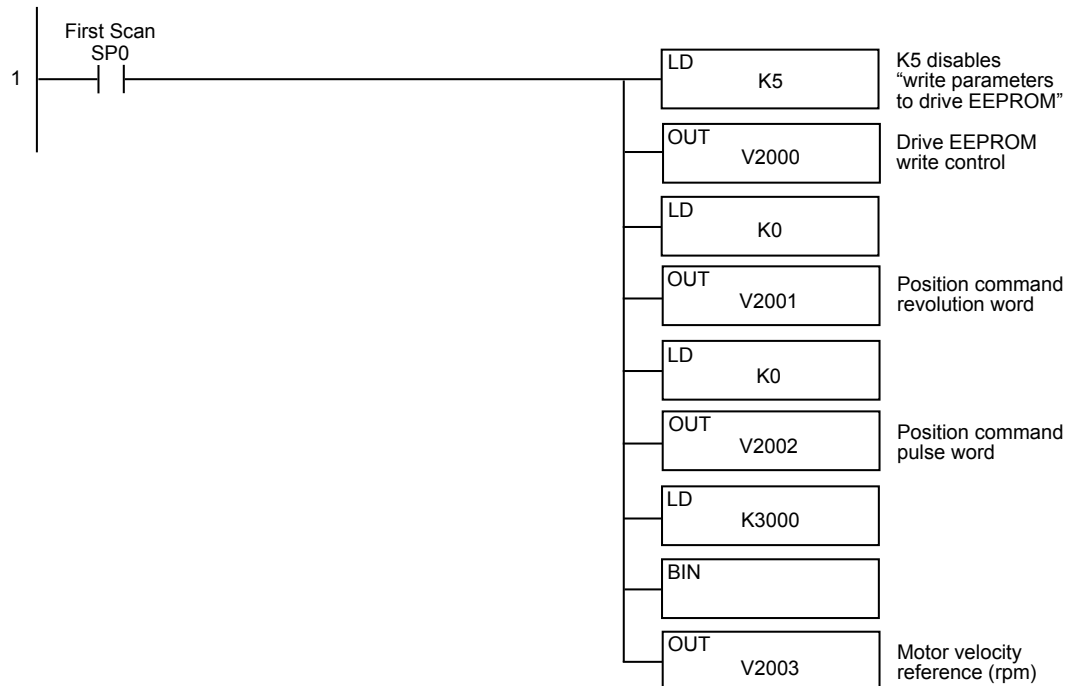 First Scan
SP0
1
LD
K5
K5 disables
“write parameters
to drive EEPROM”
OUT
V2000
Drive EEPROM
write control
LD
K0
OUT
V2001
Position command
revolution word
LD
K0
OUT
V2002
Position command
pulse word
LD
K3000
BIN
OUT
V2003
Motor velocity
reference (rpm)